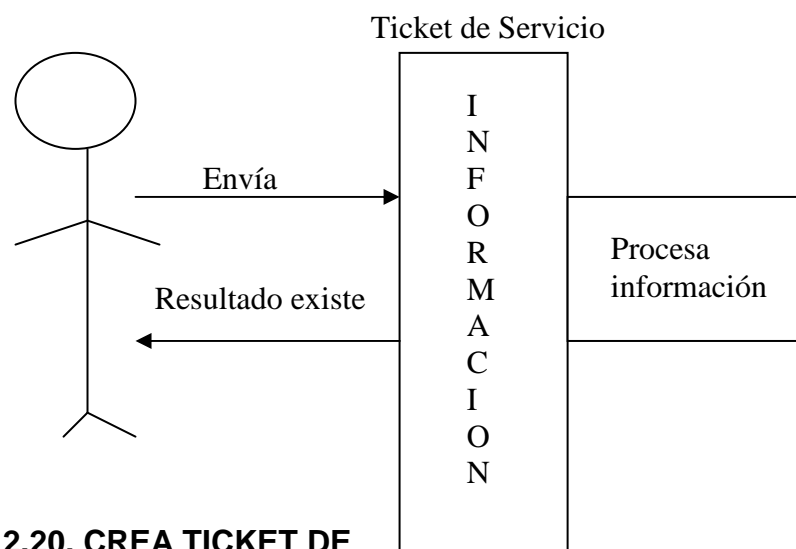 Ticket de Servicio
I
N
F
O
R
M
A
C
I
O
N
Envía
Resultado existe
Procesa
información
2.20. CREA TICKET DE